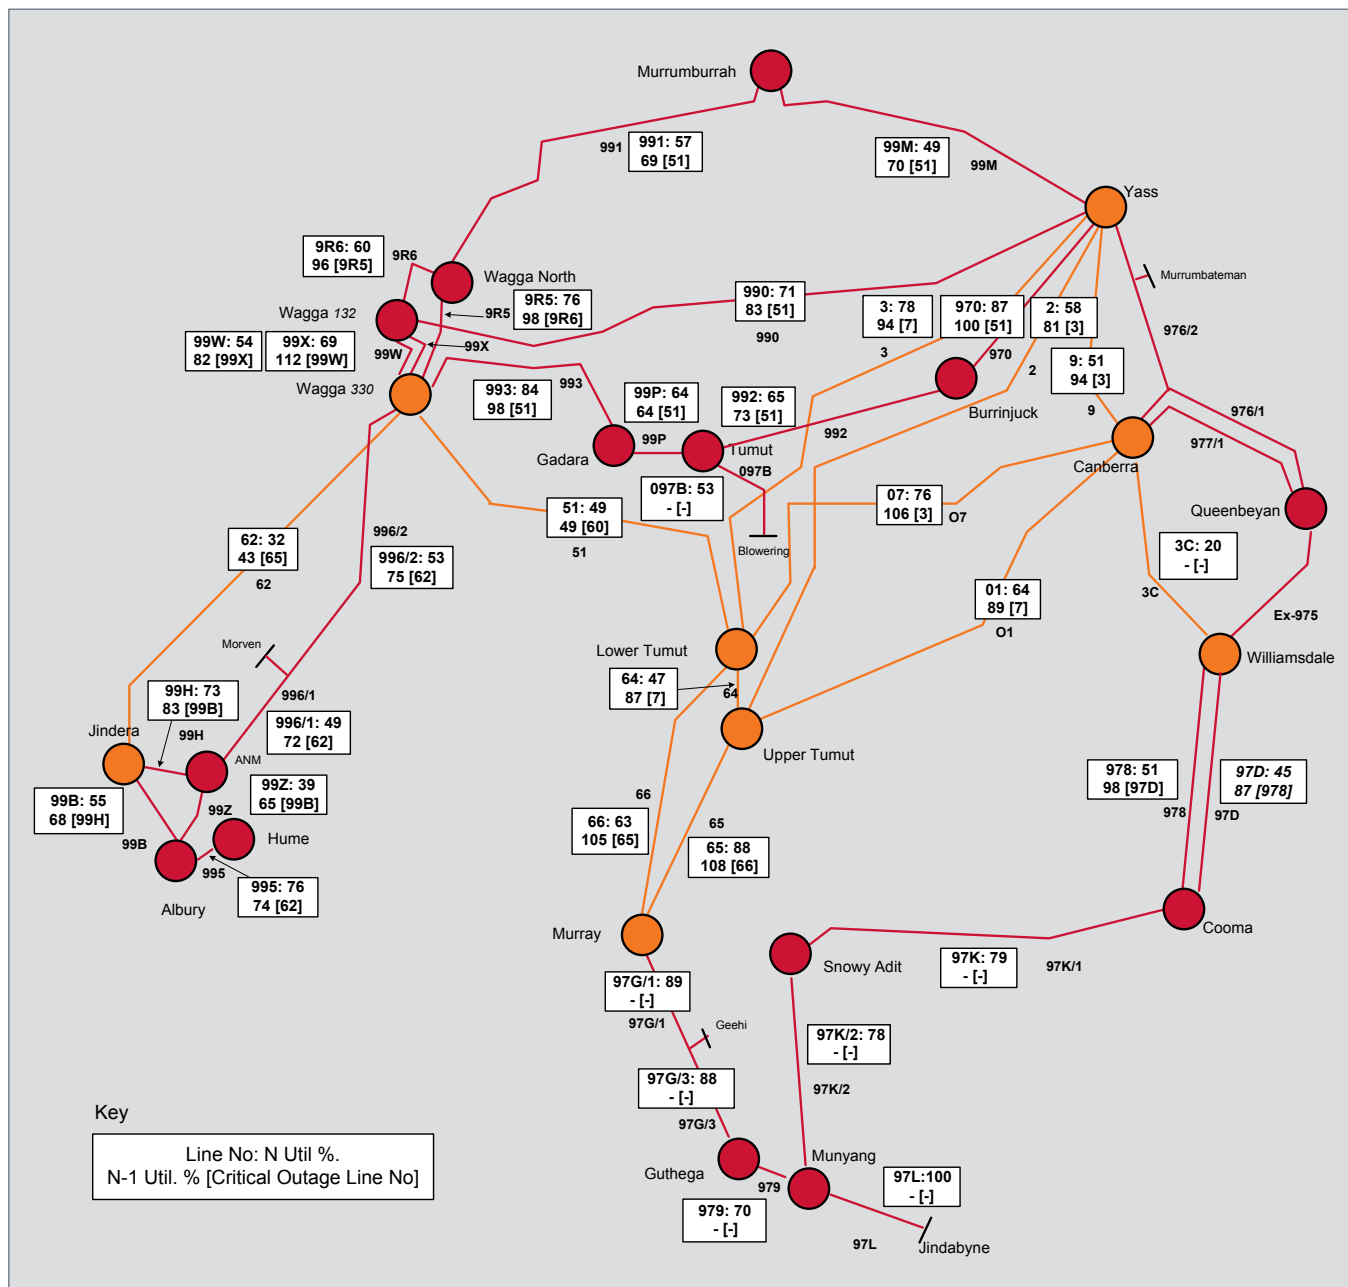 Murrumburrah
991
991: 57
69 [51]
99M: 49
70 [51]
99M
Yass
9R6: 60
96 [9R5]
9R6
Wagga North
Murrumbateman
9R5
9R5: 76
98 [9R6]
990: 71
83 [51]
990
3: 78
94 [7]
3
970: 87
100 [51]
970
2: 58
81 [3]
2
976/2
Wagga 132
99W: 54
82 [99X]
99X: 69
112 [99W]
99W
99X
9: 51
94 [3]
9
Wagga 330
993: 84
98 [51]
993
99P: 64
64 [51]
99P
992: 65
73 [51]
992
Burrinjuck
976/1
977/1
Gadara
Tumut
097B
097B: 53
- [-]
Canberra
07: 76
106 [3]
O7
Queenbeyan
51: 49
49 [60]
51
Blowering
62: 32
43 [65]
62
996/2
996/2: 53
75 [62]
3C: 20
- [-]
3C
01: 64
89 [7]
O1
Ex-975
Morven
Lower Tumut
Williamsdale
64: 47
87 [7]
64
99H: 73
83 [99B]
99H
996/1
996/1: 49
72 [62]
Jindera
ANM
Upper Tumut
99Z: 39
65 [99B]
99Z
99B: 55
68 [99H]
99B
Hume
995
995: 76
74 [62]
Albury
66
66: 63
105 [65]
65
65: 88
108 [66]
978: 51
98 [97D]
978
97D: 45
87 [978]
97D
Murray
Snowy Adit
Cooma
97K: 79
- [-]
97K/1
97G/1: 89
- [-]
97G/1
Geehi
97K/2: 78
- [-]
97K/2
97G/3: 88
- [-]
97G/3
Key
Line No: N Util %.
N-1 Util. % [Critical Outage Line No]
Guthega
979
979: 70
- [-]
Munyang
97L:100
- [-]
97L
Jindabyne